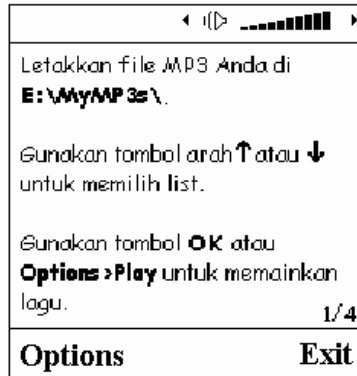 Letakkan file MP3 Anda di
E:\MyMP3s\.
Gunakan tombol arah↑atau ↓
untuk memilih list.
Gunakan tombol OK atau
Options>Play untuk memainkan
lagu.
1/4
Options Exit